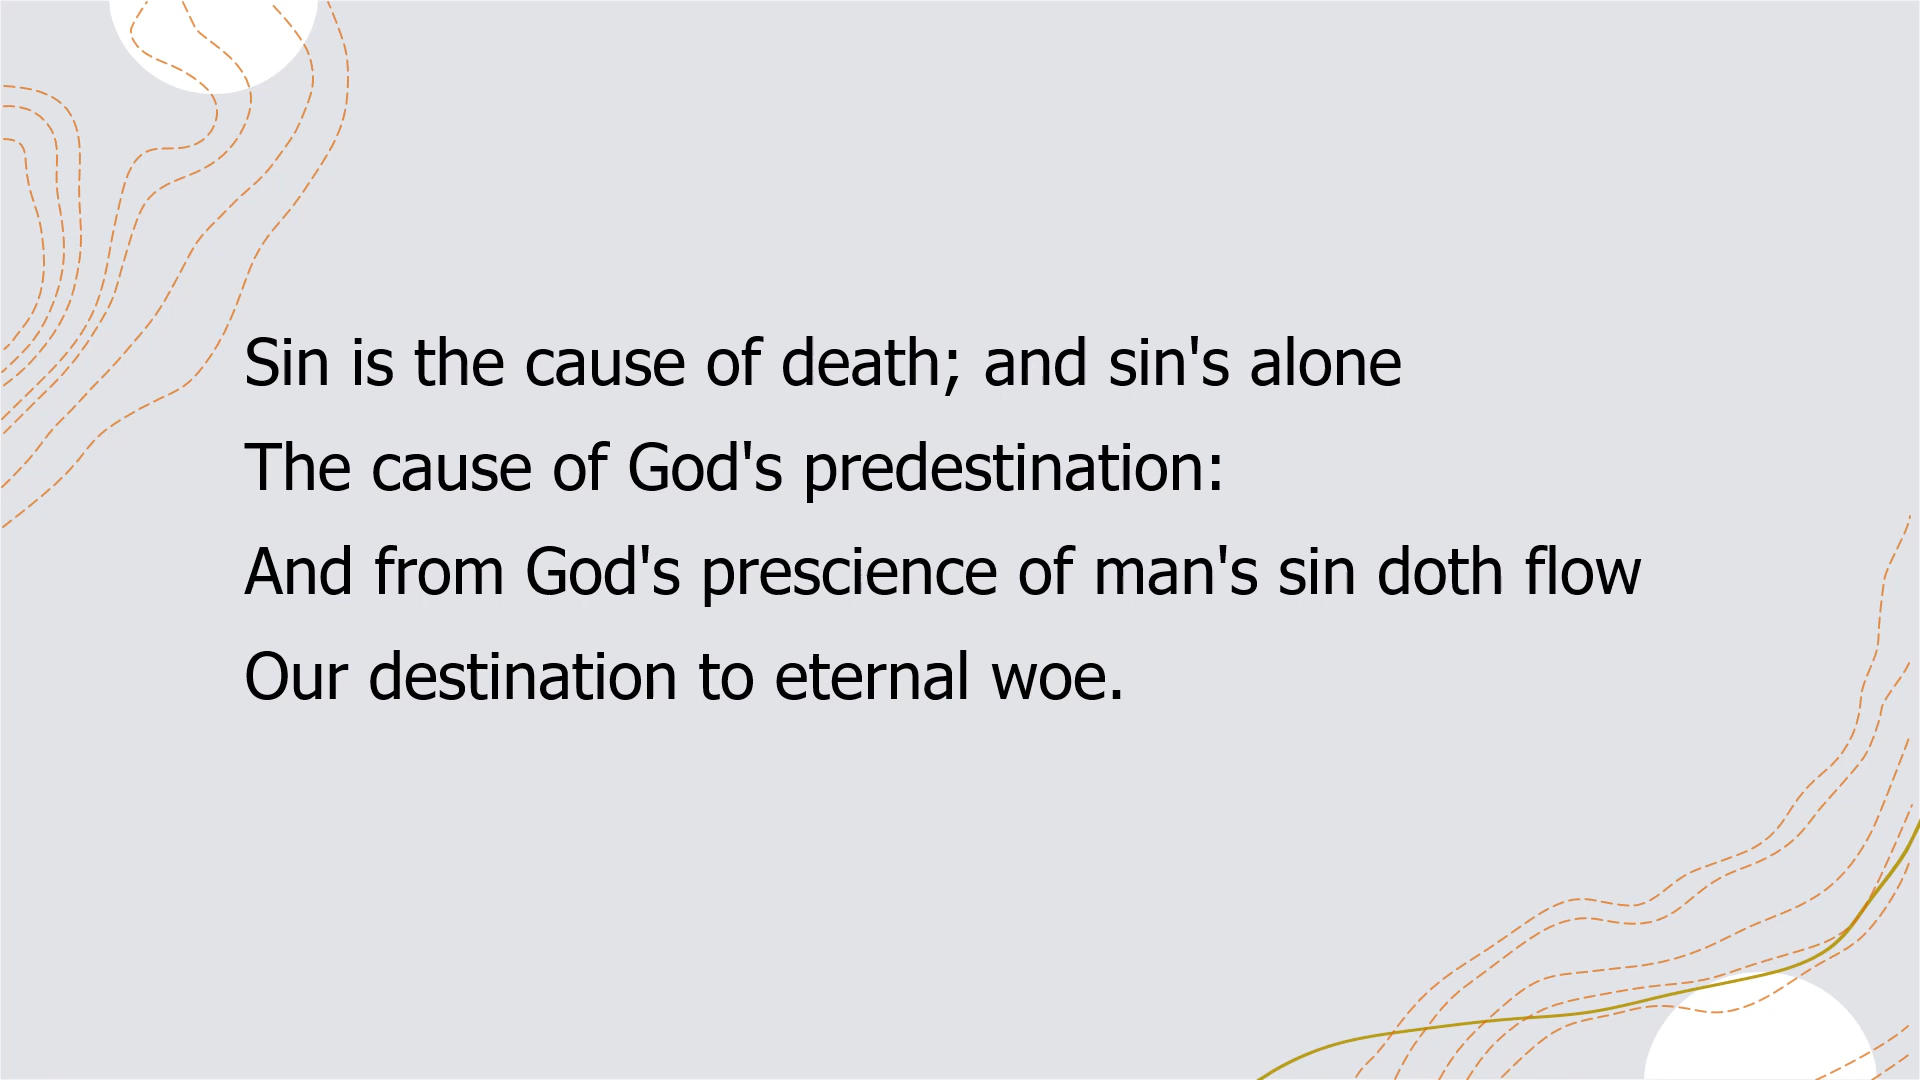 Sin is the cause of death; and sin's alone
The cause of God's predestination:
And from God's prescience of man's sin doth flow
Our destination to eternal woe.